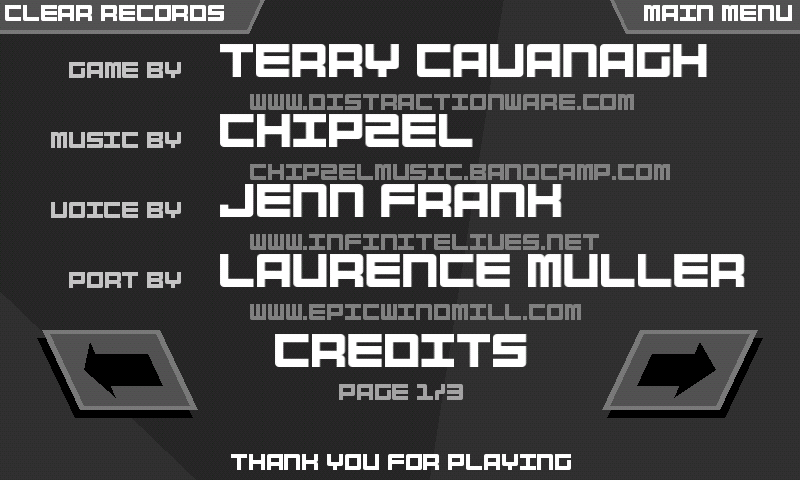 CLEAR RECORDS
MAIN MENU
GAME BY TERRY CAVANAGH
WWW.DISTRACTIONWARE.COM
MUSIC BY CHIPZEL
CHIPZELMUSIC.BANDCAMP.COM
VOICE BY JENN FRANK
WWW.INFINITELIVES.NET
PORT BY LAURENCE MULLER
WWW.EPICWINDMILL.COM
CREDITS
PAGE 1/3
THANK YOU FOR PLAYING